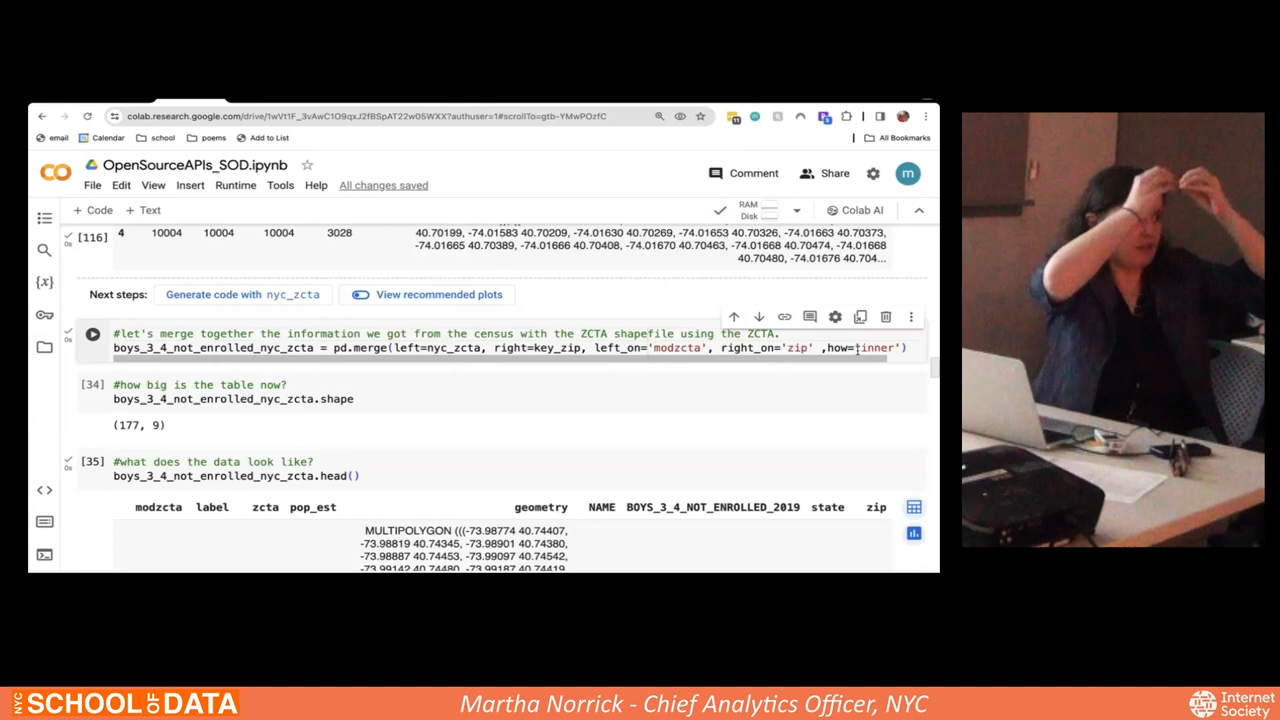 colab.research.google.com/drive/1wVt1F_3vAwC1O9qxJ2fBSpAT22w05WXX?authuser=1#scrollTo=gtb-YMwPOzfC
email Calendar school poems Add to List All Bookmarks
OpenSourceAPIs_SOD.ipynb
File Edit View Insert Runtime Tools Help All changes saved
Comment Share m
+ Code + Text
RAM
Disk
Colab AI
[116] 4 10004 10004 10004 3028
40.70199, -74.01583 40.70209, -74.01630 40.70269, -74.01653 40.70326, -74.01663 40.70373,
-74.01665 40.70389, -74.01666 40.70408, -74.01670 40.70463, -74.01668 40.70474, -74.01668
40.70480, -74.01676 40.704...
Next steps: Generate code with nyc_zcta View recommended plots
#let's merge together the information we got from the census with the ZCTA shapefile using the ZCTA.
boys_3_4_not_enrolled_nyc_zcta = pd.merge(left=nyc_zcta, right=key_zip, left_on='modzcta', right_on='zip' ,how='inner')
[34] #how big is the table now?
boys_3_4_not_enrolled_nyc_zcta.shape
(177, 9)
[35] #what does the data look like?
boys_3_4_not_enrolled_nyc_zcta.head()
modzcta label zcta pop_est geometry NAME BOYS_3_4_NOT_ENROLLED_2019 state zip
MULTIPOLYGON (((-73.98774 40.74407,
-73.98819 40.74345, -73.98901 40.74380,
-73.98887 40.74453, -73.99097 40.74542,
-73.99142 40.74480, -73.99187 40.74419,
NYC SCHOOL OF DATA
Martha Norrick - Chief Analytics Officer, NYC
Internet
Society